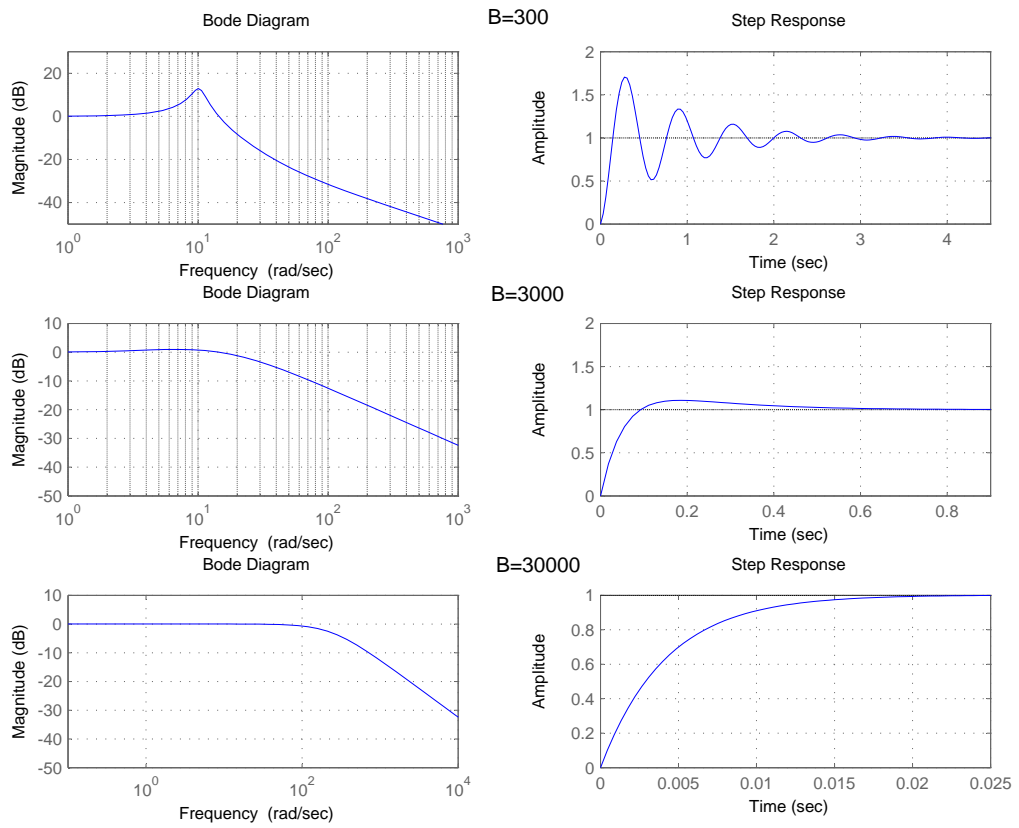 B=300
Bode Diagram
Magnitude (dB)
20
0
-20
-40
10^0
10^1
10^2
10^3
Frequency (rad/sec)
Step Response
Amplitude
2
1.5
1
0.5
0
0
1
2
3
4
Time (sec)
B=3000
Bode Diagram
Magnitude (dB)
10
0
-10
-20
-30
-40
-50
10^0
10^1
10^2
10^3
Frequency (rad/sec)
Step Response
Amplitude
2
1.5
1
0.5
0
0
0.2
0.4
0.6
0.8
Time (sec)
B=30000
Bode Diagram
Magnitude (dB)
10
0
-10
-20
-30
-40
-50
10^0
10^2
10^4
Frequency (rad/sec)
Step Response
Amplitude
1
0.8
0.6
0.4
0.2
0
0
0.005
0.01
0.015
0.02
0.025
Time (sec)